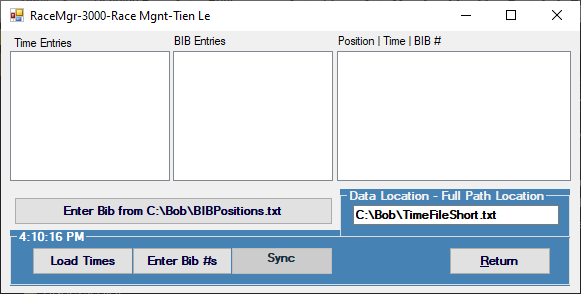 RaceMgr-3000-Race Mgnt-Tien Le
Time Entries
BIB Entries
Position | Time | BIB #
Enter Bib from C:\Bob\BIBPositions.txt
Data Location - Full Path Location
C:\Bob\TimeFileShort.txt
4:10:16 PM
Load Times
Enter Bib #s
Sync
Return